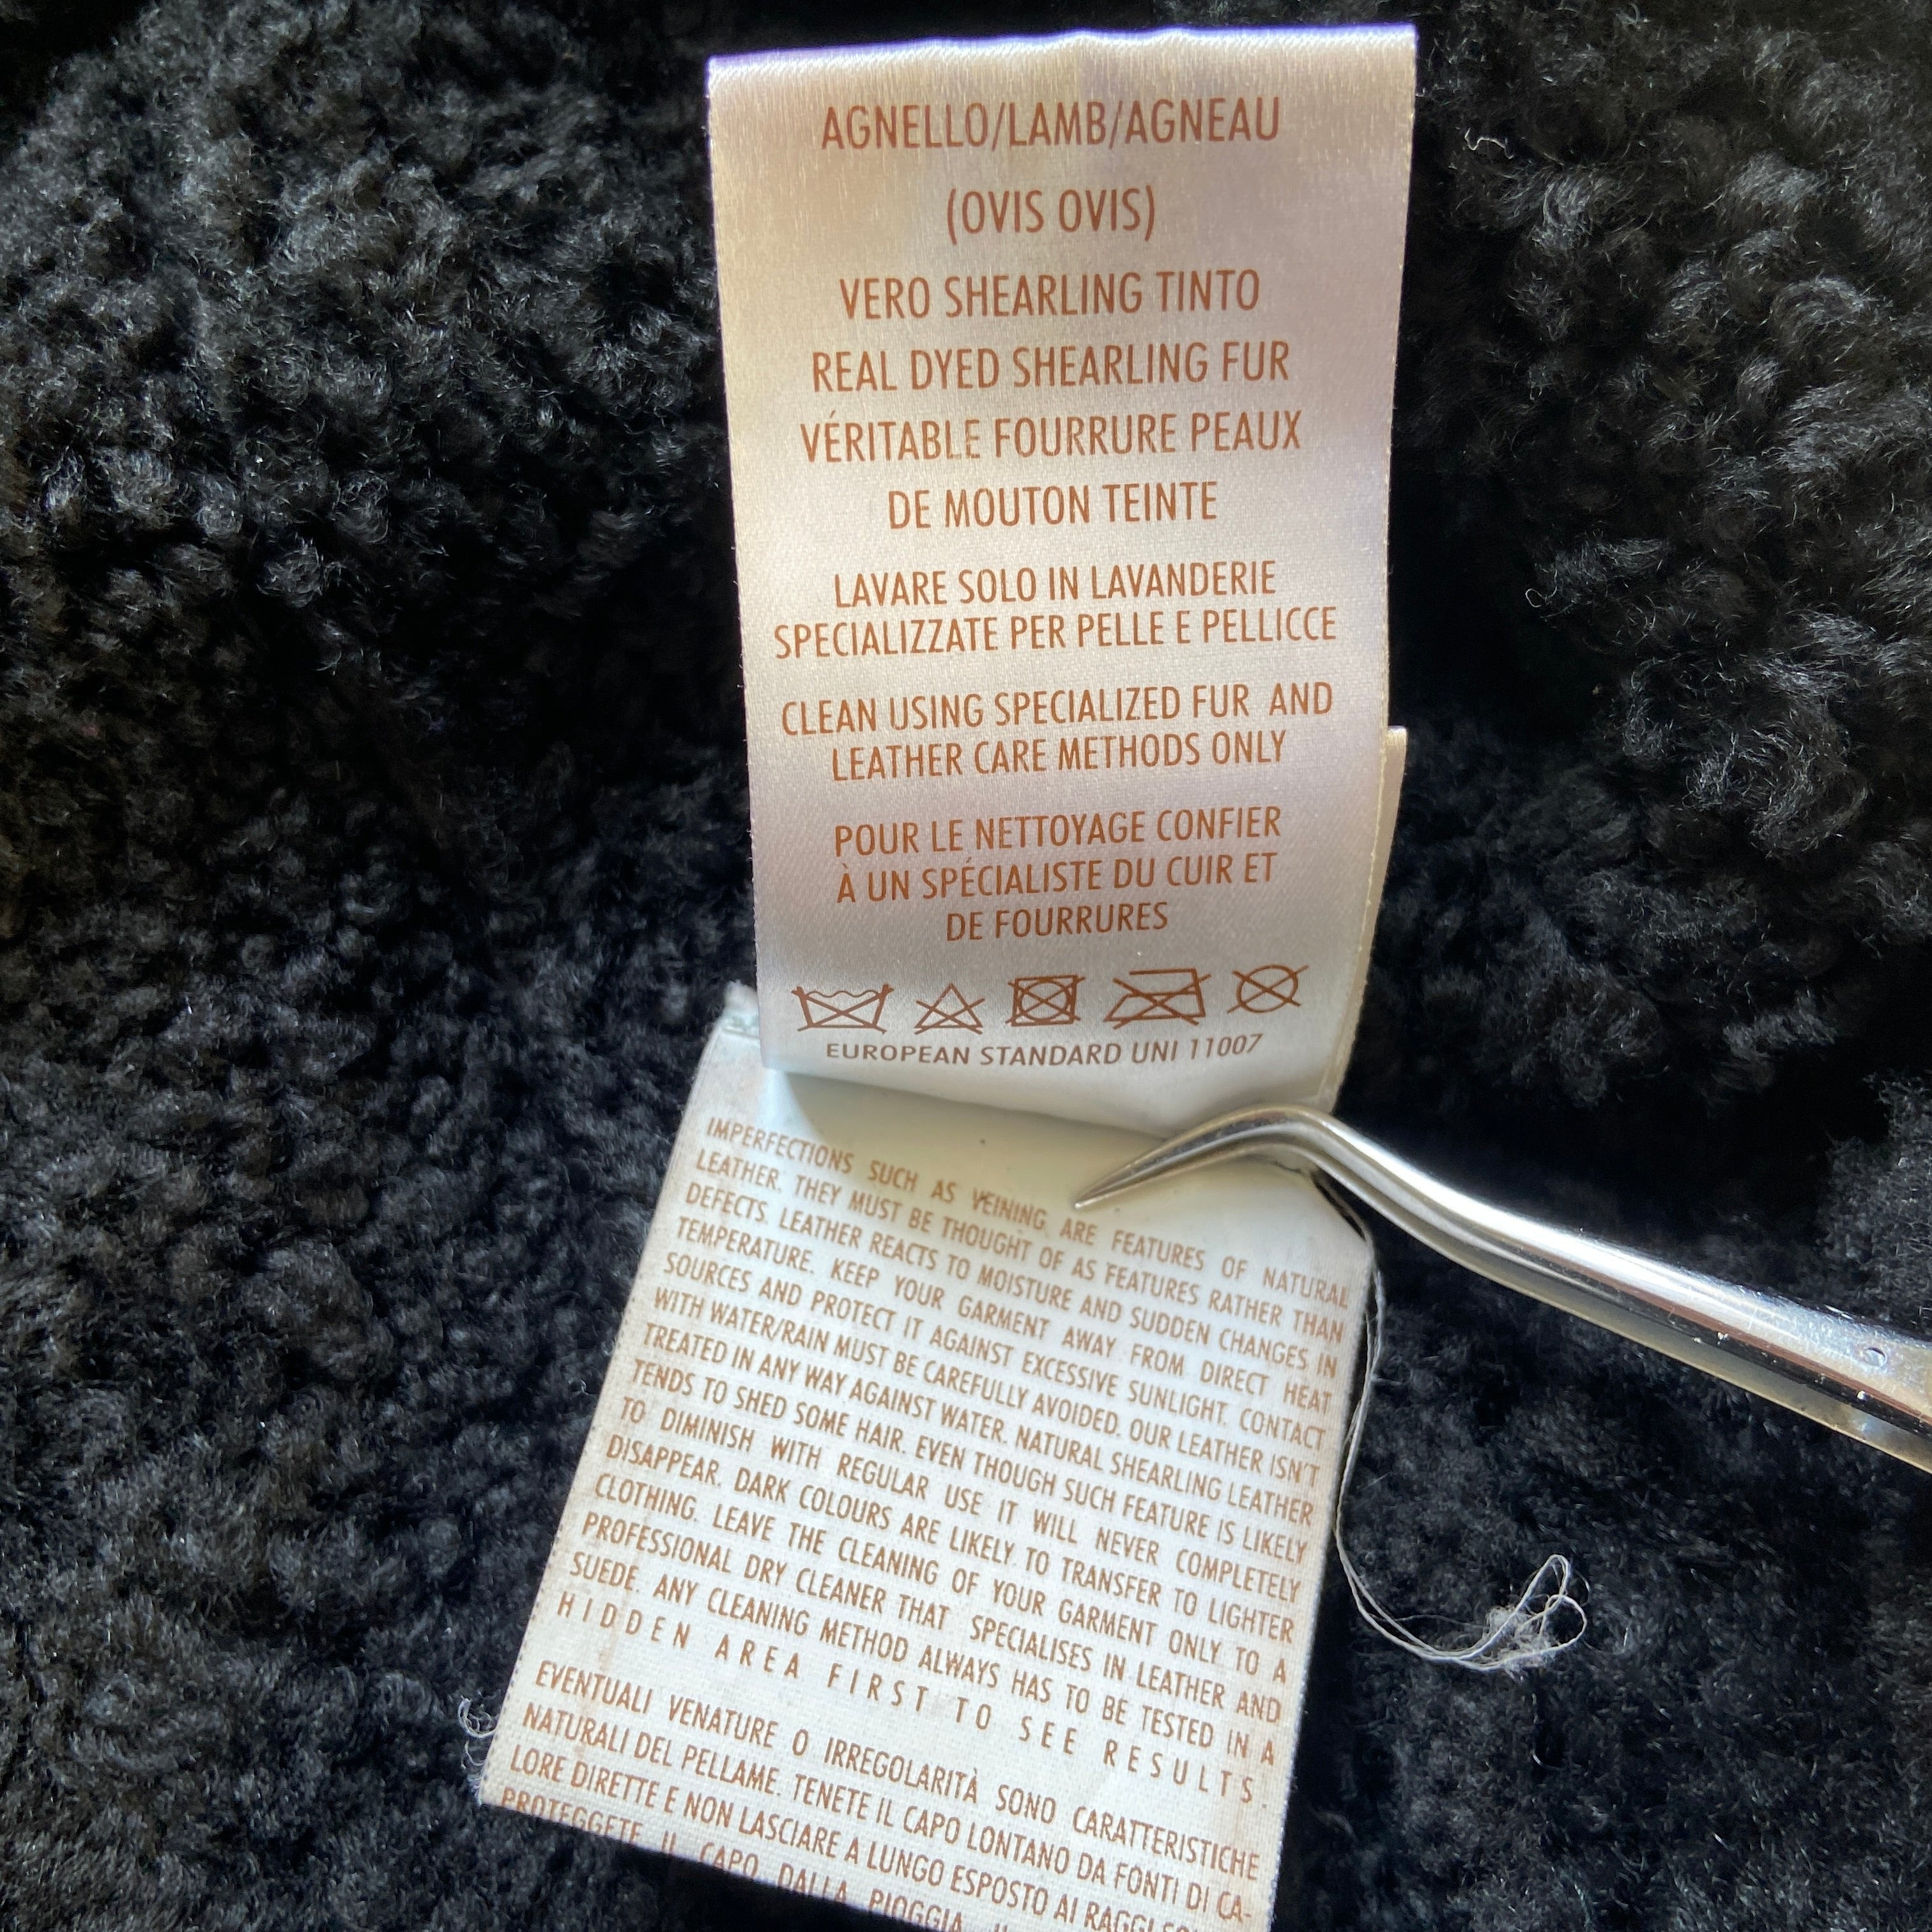 AGNELLO/LAMB/AGNEAU
(OVIS OVIS)
VERO SHEARLING TINTO
REAL DYED SHEARLING FUR
VÉRITABLE FOURRURE PEAUX
DE MOUTON TEINTE
LAVARE SOLO IN LAVANDERIE
SPECIALIZZATE PER PELLE E PELLICCE
CLEAN USING SPECIALIZED FUR AND
LEATHER CARE METHODS ONLY
POUR LE NETTOYAGE CONFIER
À UN SPÉCIALISTE DU CUIR ET
DE FOURRURES
EUROPEAN STANDARD UNI 11007
IMPERFECTIONS SUCH AS VEINING ARE FEATURES OF NATURAL
LEATHER. THEY MUST BE THOUGHT OF AS FEATURES RATHER THAN
DEFECTS. LEATHER REACTS TO MOISTURE AND SUDDEN CHANGES IN
TEMPERATURE. KEEP YOUR GARMENT AWAY FROM DIRECT HEAT
SOURCES AND PROTECT IT AGAINST EXCESSIVE SUNLIGHT. CONTACT
WITH WATER/RAIN MUST BE CAREFULLY AVOIDED. OUR LEATHER ISN'T
TREATED IN ANY WAY AGAINST WATER. NATURAL SHEARLING LEATHER
TENDS TO SHED SOME HAIR. EVEN THOUGH SUCH FEATURE IS LIKELY
TO DIMINISH WITH REGULAR USE IT WILL NEVER COMPLETELY
DISAPPEAR. DARK COLOURS ARE LIKELY TO TRANSFER TO LIGHTER
CLOTHING. LEAVE THE CLEANING OF YOUR GARMENT ONLY TO A
PROFESSIONAL DRY CLEANER THAT SPECIALISES IN LEATHER AND
SUEDE. ANY CLEANING METHOD ALWAYS HAS TO BE TESTED IN A
HIDDEN AREA FIRST TO SEE RESULTS.
EVENTUALI VENATURE O IRREGOLARITÀ SONO CARATTERISTICHE
NATURALI DEL PELLAME. TENETE IL CAPO LONTANO DA FONTI DI CA-
LORE DIRETTE E NON LASCIARE A LUNGO ESPOSTO AI RAGGI
PROTEGGETE IL CAPO DALLA PIOGGIA